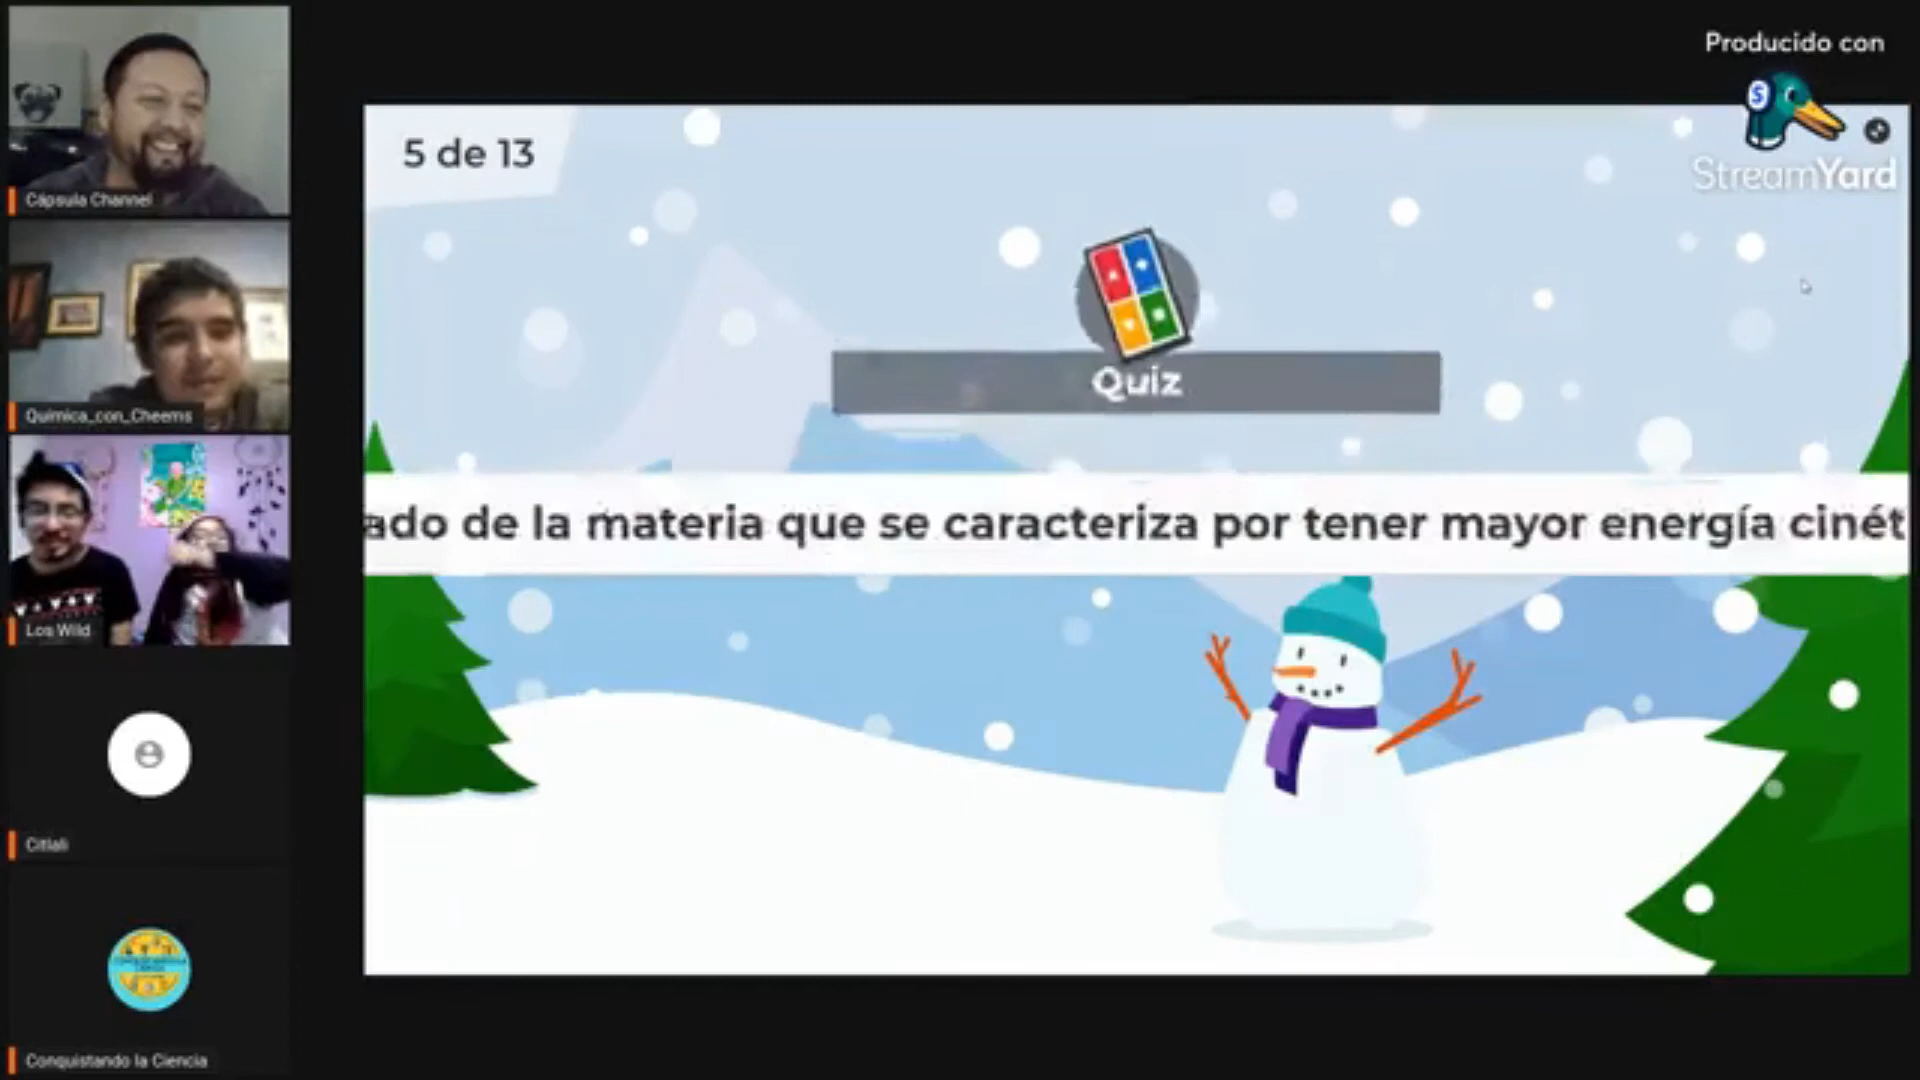 Producido con
StreamYard
5 de 13
Quiz
ado de la materia que se caracteriza por tener mayor energía cinét
Cápsula Channel
Química_con_Cheems
Los Wild
Citlali
Conquistando la Ciencia